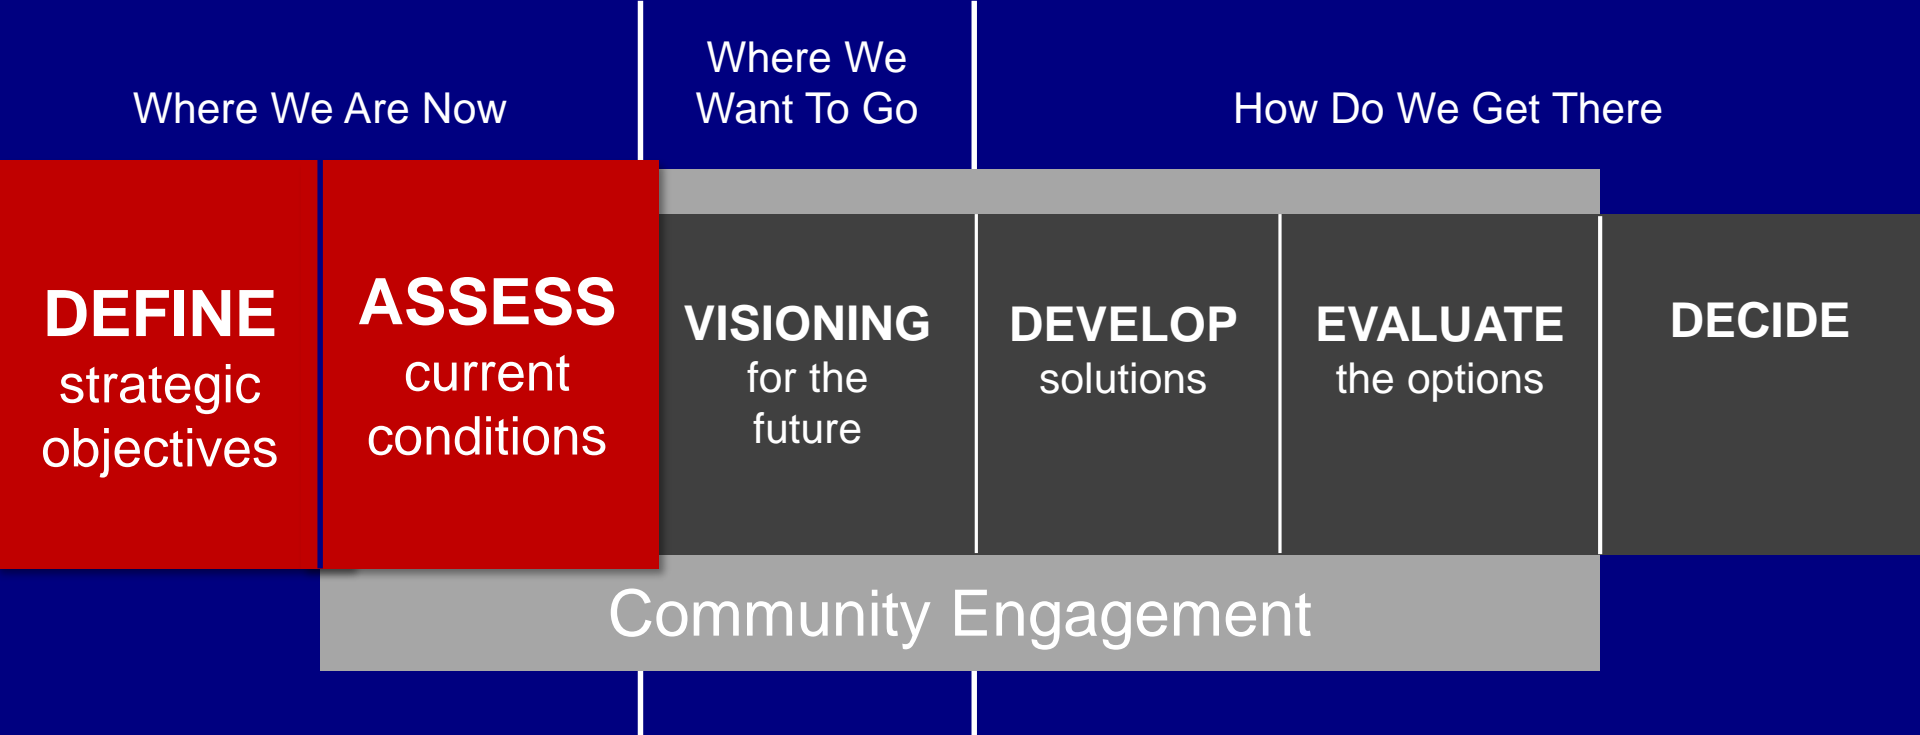 Where We Are Now
Where We
Want To Go
How Do We Get There
DEFINE
strategic
objectives
ASSESS
current
conditions
VISIONING
for the
future
DEVELOP
solutions
EVALUATE
the options
DECIDE
Community Engagement